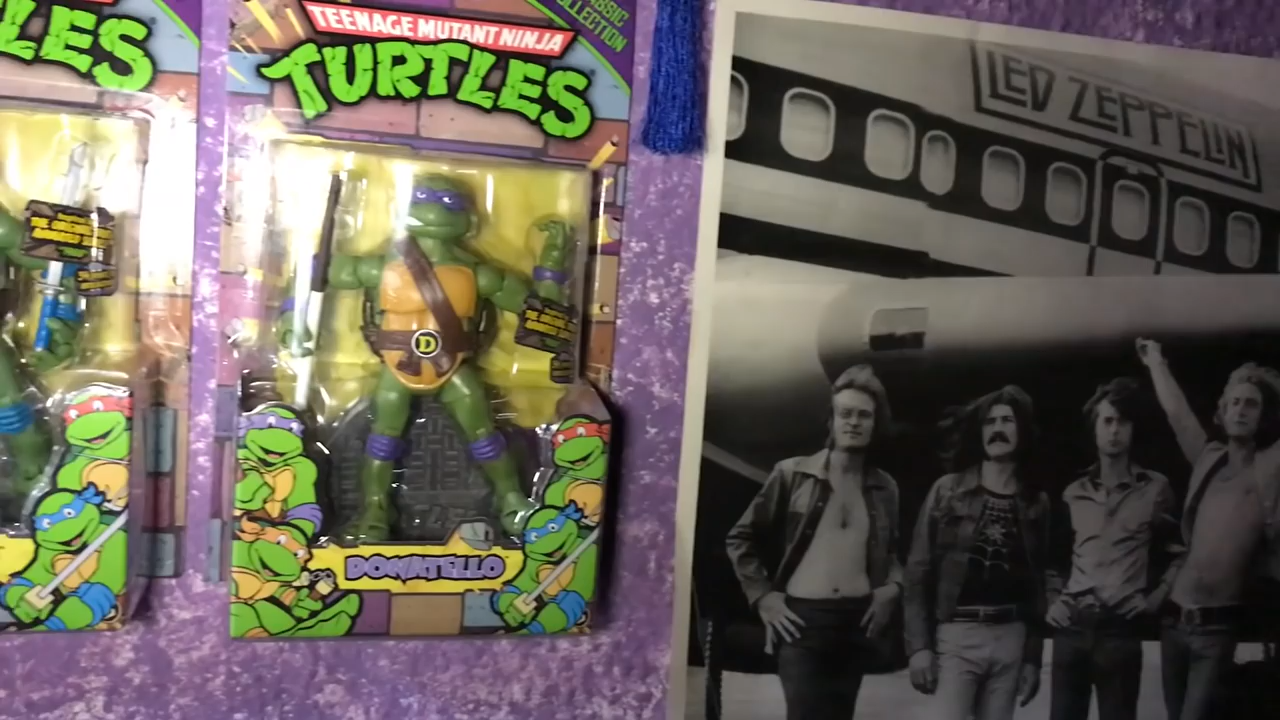 LES
TEENAGE MUTANT NINJA
TURTLES
CLASSIC
COLLECTION
D
DONATELLO
LED ZEPPELIN